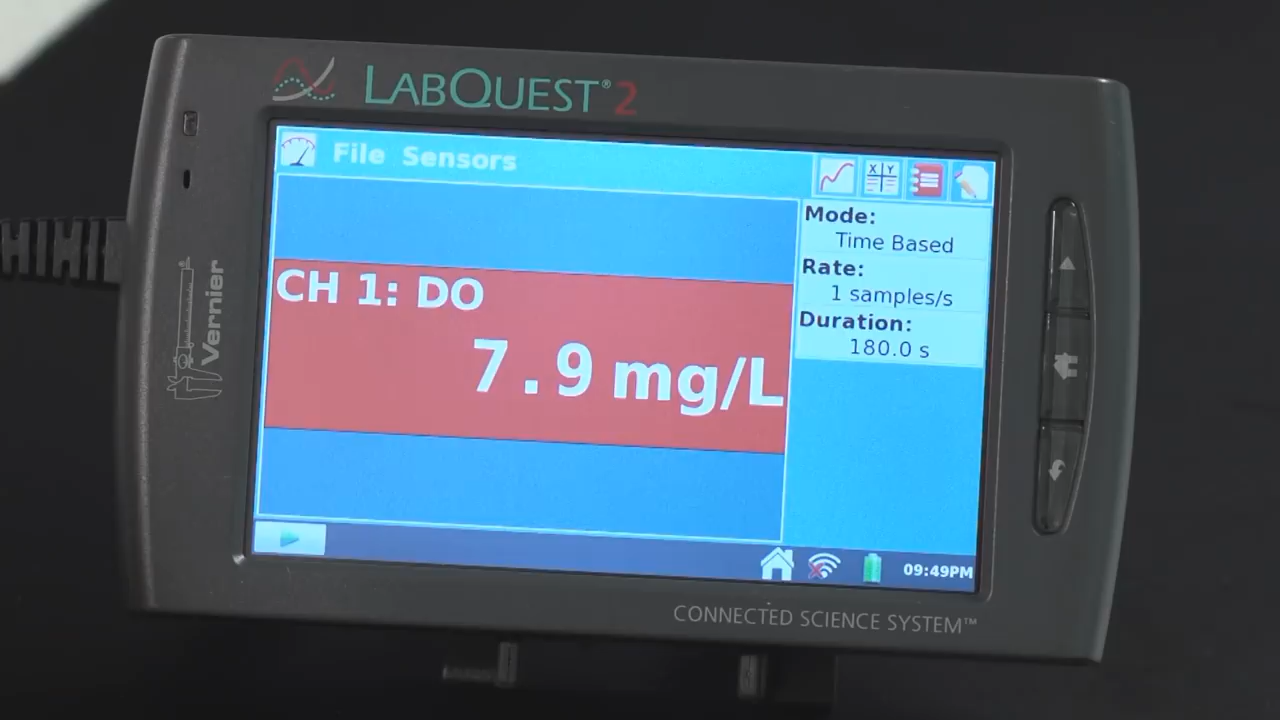 LABQUEST® 2
File Sensors
X Y
Mode:
Time Based
Rate:
1 samples/s
Duration:
180.0 s
CH 1: DO
7.9 mg/L
Vernier
09:49PM
CONNECTED SCIENCE SYSTEM™